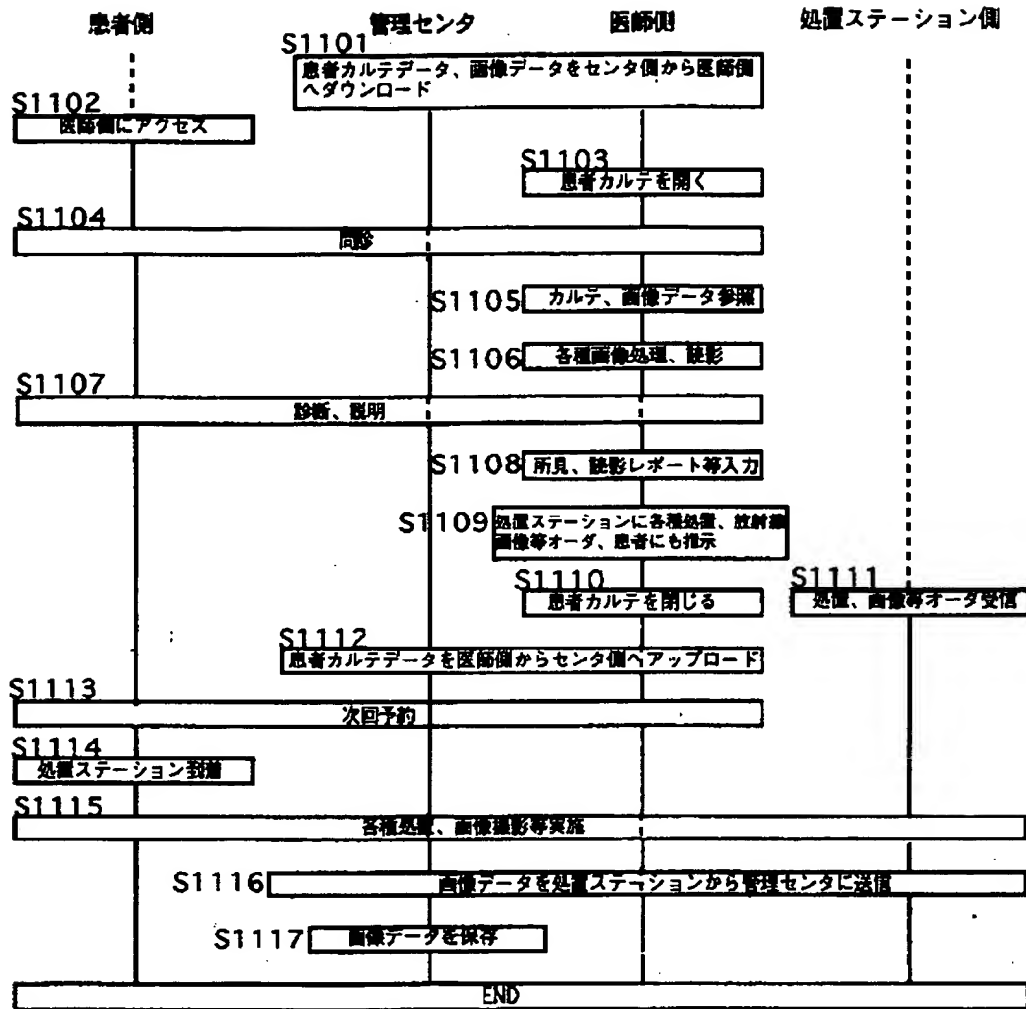 患者側
管理センタ
医師側
処置ステーション側
S1101
患者カルテデータ、画像データをセンタ側から医師側
へダウンロード
S1102
医師側にアクセス
S1103
患者カルテを開く
S1104
問診
S1105
カルテ、画像データ参照
S1106
各種画像処理、読影
S1107
診断、説明
S1108
所見、読影レポート等入力
S1109
処置ステーションに各種処置、放射線
画像等オーダ、患者にも指示
S1110
患者カルテを閉じる
S1111
処置、画像等オーダ受信
S1112
患者カルテデータを医師側からセンタ側へアップロード
S1113
次回予約
S1114
処置ステーション到着
S1115
各種処置、画像撮影等実施
S1116
画像データを処置ステーションから管理センタに送信
S1117
画像データを保存
END